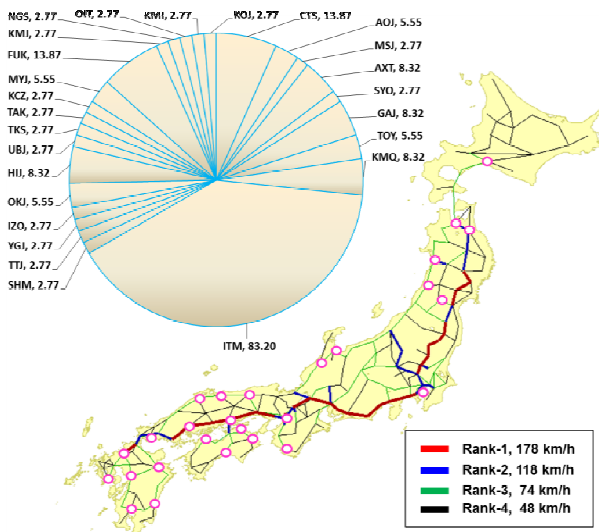 NGS, 2.77
OIT, 2.77
KMI, 2.77
KOJ, 2.77
CTS, 13.87
KMJ, 2.77
AOJ, 5.55
FUK, 13.87
MSJ, 2.77
AXT, 8.32
MYJ, 5.55
SYO, 2.77
KCZ, 2.77
GAJ, 8.32
TAK, 2.77
TKS, 2.77
TOY, 5.55
UBJ, 2.77
KMQ, 8.32
HIJ, 8.32
OKJ, 5.55
IZO, 2.77
YGJ, 2.77
TTJ, 2.77
SHM, 2.77
ITM, 83.20
Rank-1, 178 km/h
Rank-2, 118 km/h
Rank-3, 74 km/h
Rank-4, 48 km/h